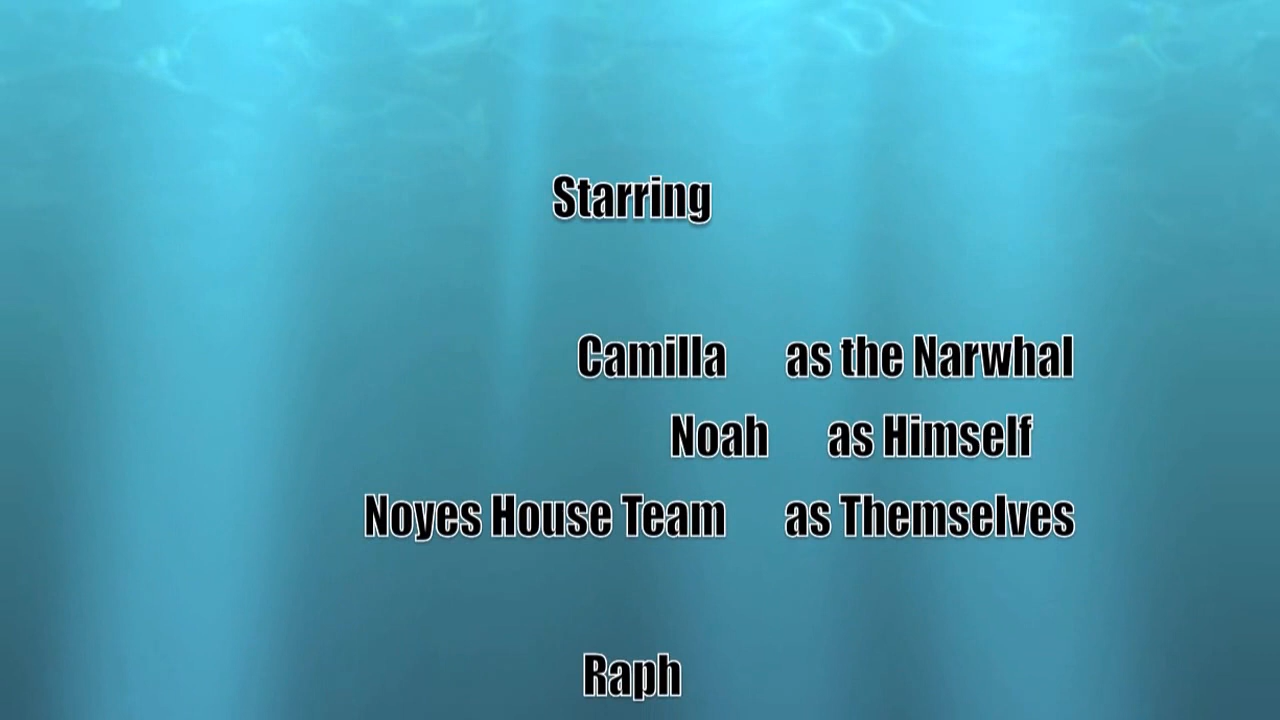 Starring
Camilla as the Narwhal
Noah as Himself
Noyes House Team as Themselves
Raph